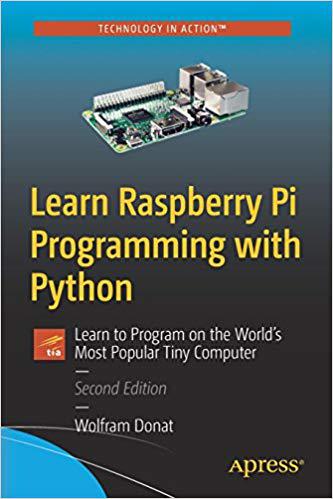 TECHNOLOGY IN ACTION™
Learn Raspberry Pi
Programming with
Python
tia
Learn to Program on the World's
Most Popular Tiny Computer
—
Second Edition
—
Wolfram Donat
Apress®